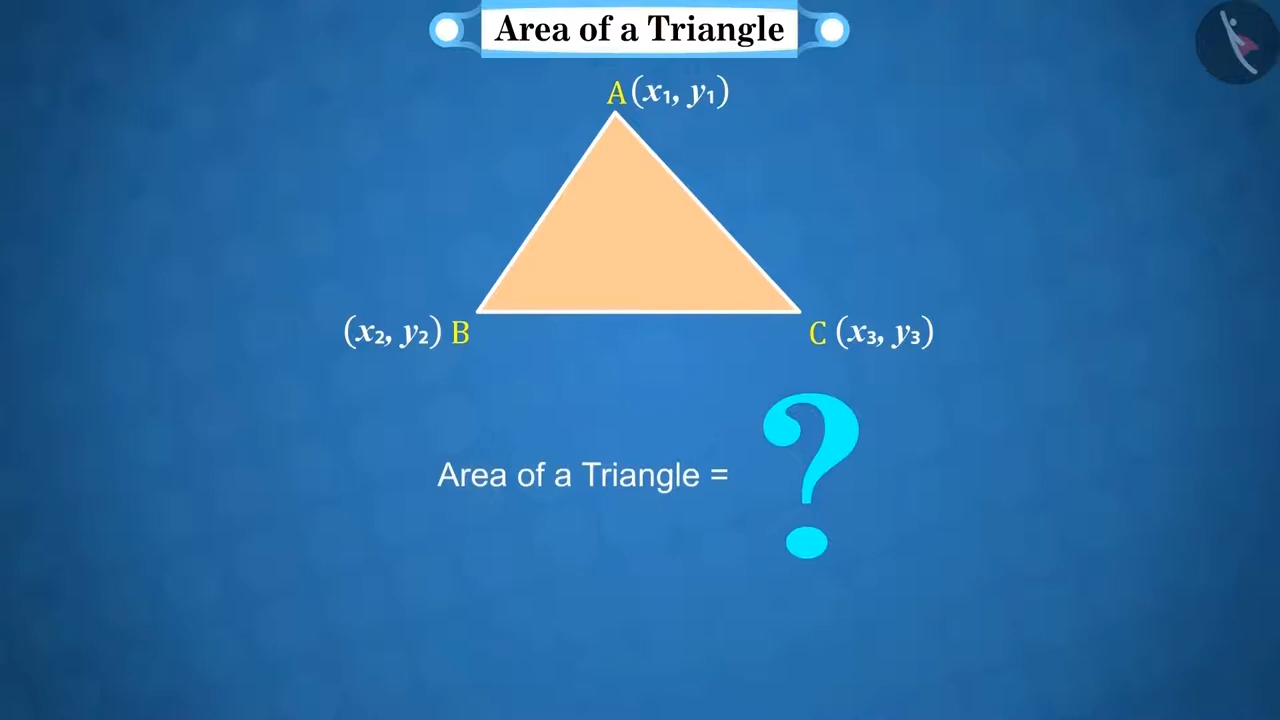 Area of a Triangle
A (x₁, y₁)
(x₂, y₂) B
C (x₃, y₃)
Area of a Triangle = ?